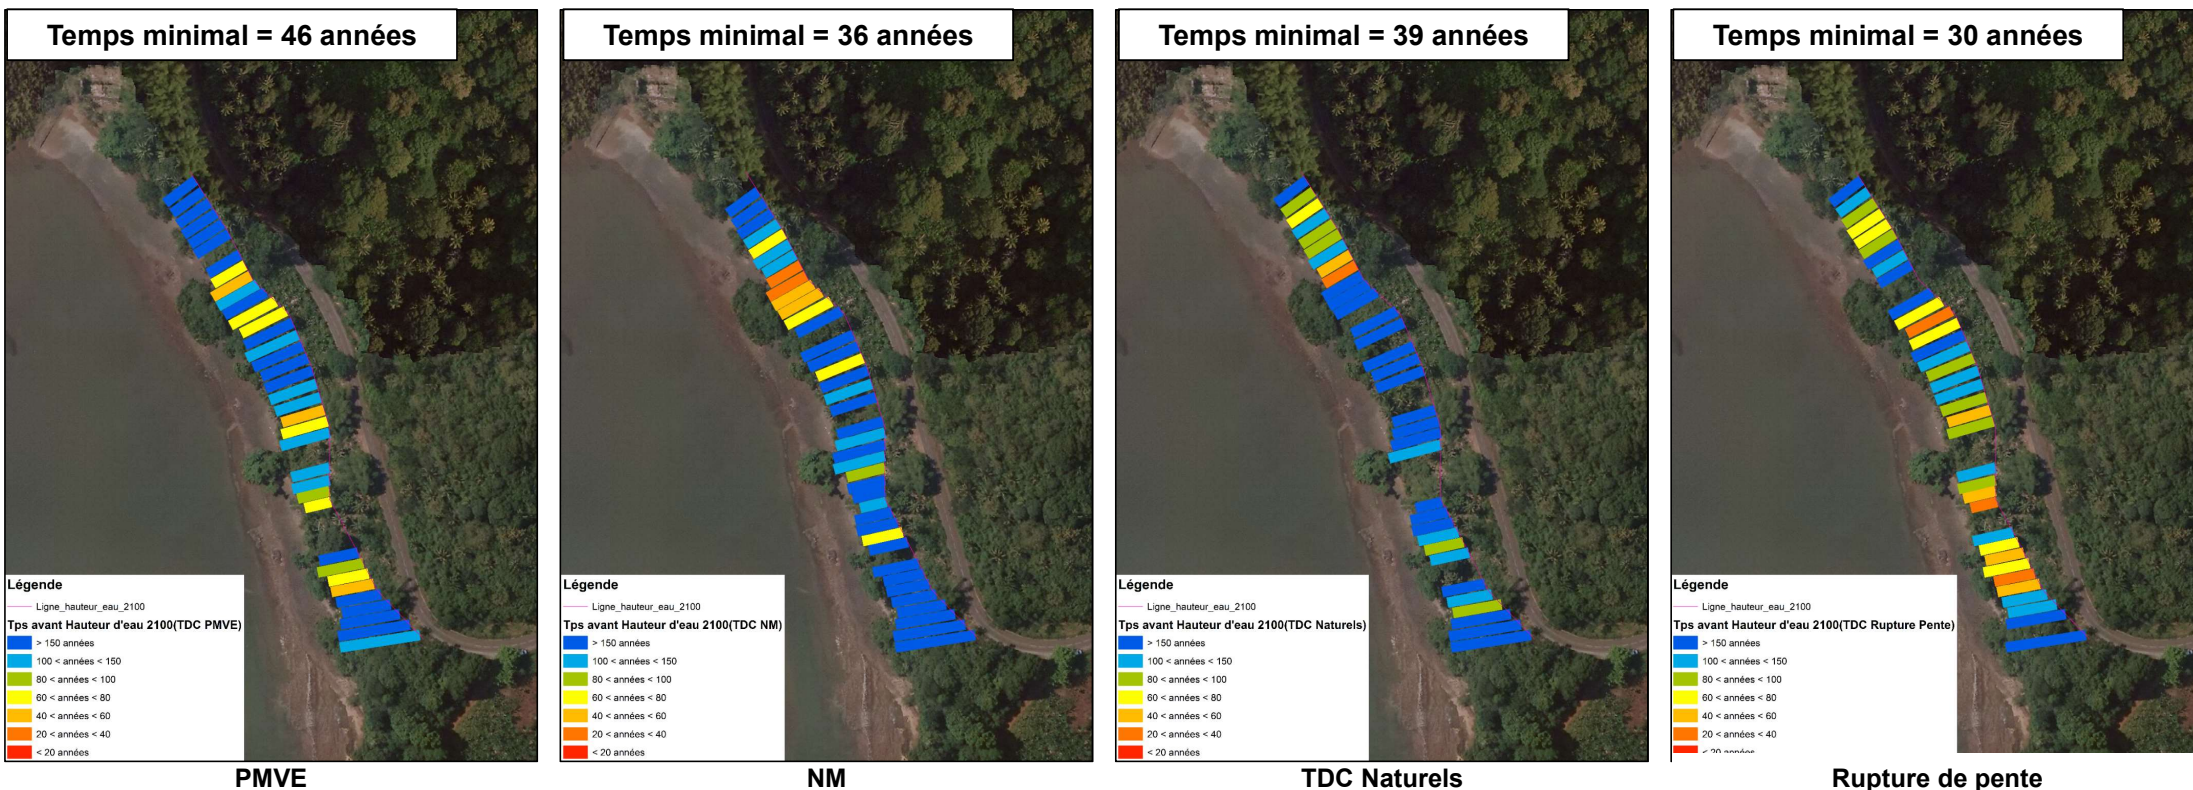 Temps minimal = 46 années
Légende
Ligne_hauteur_eau_2100
Tps avant Hauteur d'eau 2100(TDC PMVE)
> 150 années
100 < années < 150
80 < années < 100
60 < années < 80
40 < années < 60
20 < années < 40
< 20 années
PMVE
Temps minimal = 36 années
Légende
Ligne_hauteur_eau_2100
Tps avant Hauteur d'eau 2100(TDC NM)
> 150 années
100 < années < 150
80 < années < 100
60 < années < 80
40 < années < 60
20 < années < 40
< 20 années
NM
Temps minimal = 39 années
Légende
Ligne_hauteur_eau_2100
Tps avant Hauteur d'eau 2100(TDC Naturels)
> 150 années
100 < années < 150
80 < années < 100
60 < années < 80
40 < années < 60
20 < années < 40
< 20 années
TDC Naturels
Temps minimal = 30 années
Légende
Ligne_hauteur_eau_2100
Tps avant Hauteur d'eau 2100(TDC Rupture Pente)
> 150 années
100 < années < 150
80 < années < 100
60 < années < 80
40 < années < 60
20 < années < 40
< 20 années
Rupture de pente